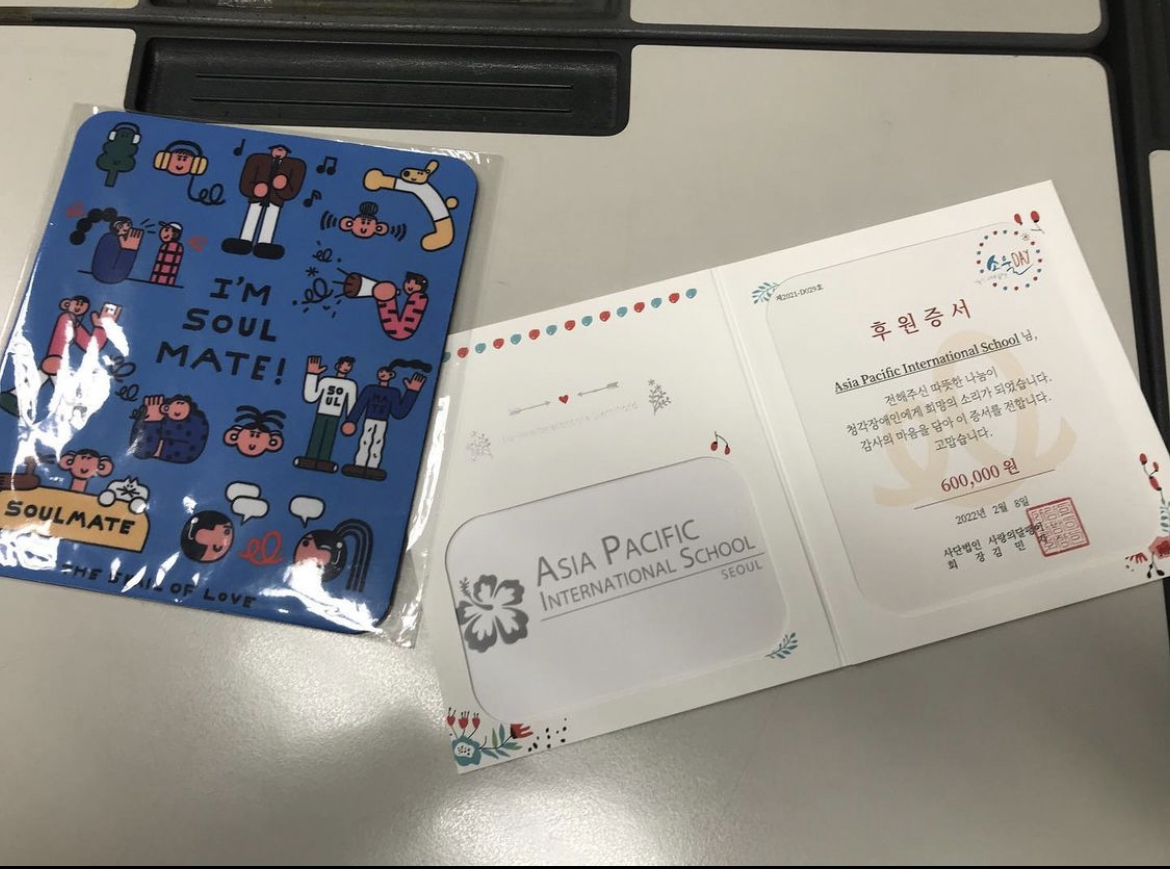 I'M
SOUL
MATE!
SO
UL
MATE
SOULMATE
OF LOVE
ASIA PACIFIC
INTERNATIONAL SCHOOL
SEOUL
제2021-D029호
소울DAY
후원증서
Asia Pacific International School 님,
전해주신 따뜻한 나눔이
청각장애인에게 희망의 소리가 되었습니다.
감사의 마음을 담아 이 증서를 전합니다.
고맙습니다.
600,000 원
2022년 2월 8일
사단법인 사랑의달팽이
회 장 김 민 자